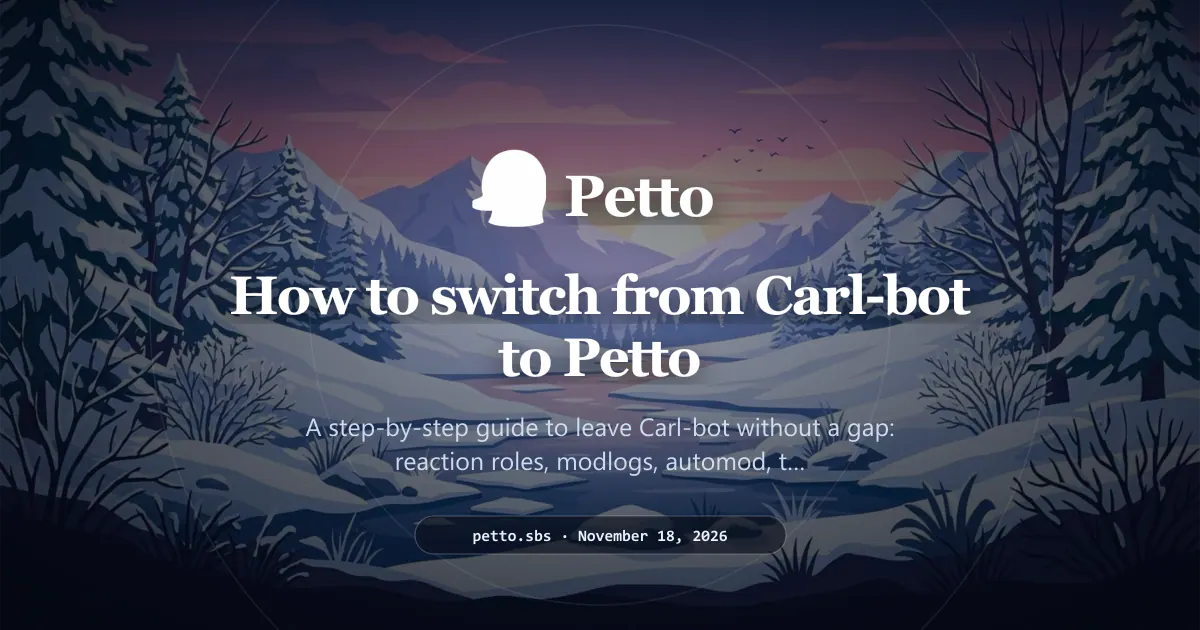 Petto
How to switch from Carl-bot
to Petto
A step-by-step guide to leave Carl-bot without a gap:
reaction roles, modlogs, automod, t...
petto.sbs · November 18, 2026